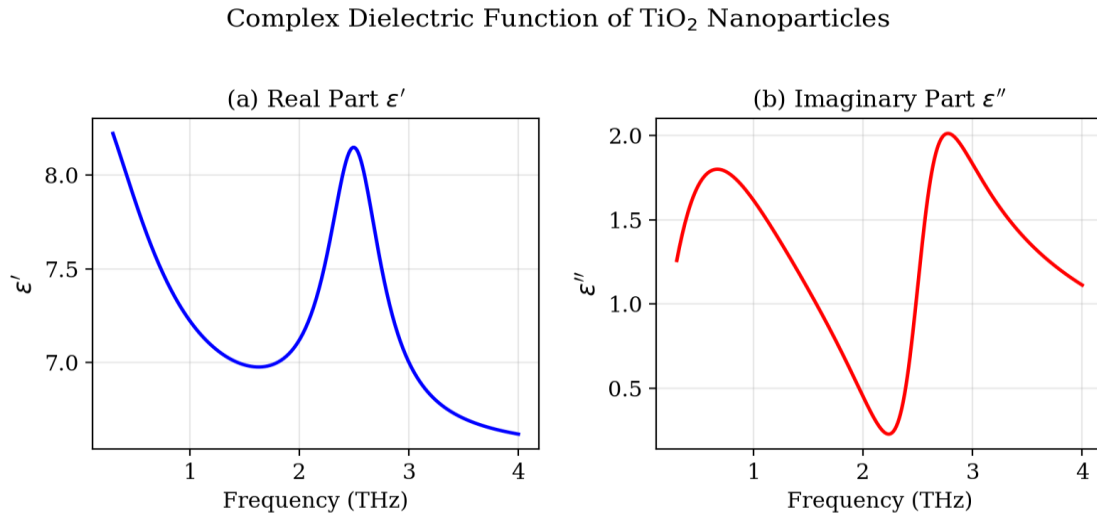 Complex Dielectric Function of TiO₂ Nanoparticles
(a) Real Part ε′
8.0
7.5
7.0
ε′
1 2 3 4
Frequency (THz)
(b) Imaginary Part ε″
2.0
1.5
1.0
0.5
ε″
1 2 3 4
Frequency (THz)